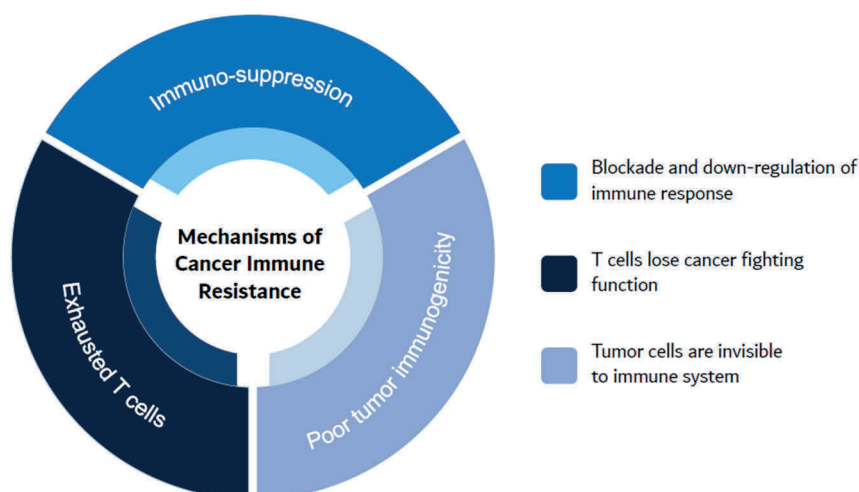 Immuno-suppression
Mechanisms of
Cancer Immune
Resistance
Exhausted T cells
Poor tumor immunogenicity
Blockade and down-regulation of
immune response
T cells lose cancer fighting
function
Tumor cells are invisible
to immune system